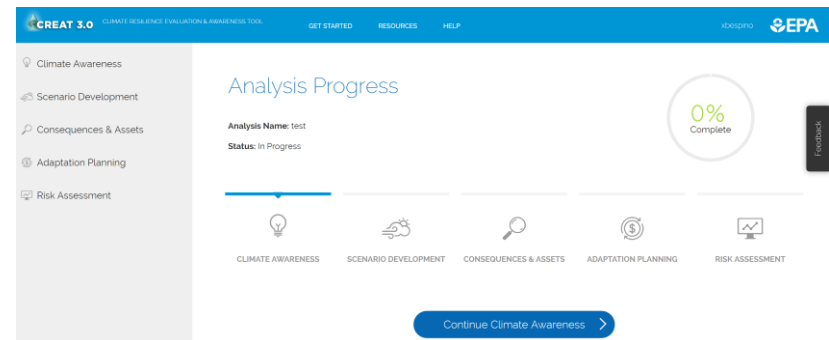 CREAT 3.0 CLIMATE RESILIENCE EVALUATION & AWARENESS TOOL GET STARTED RESOURCES HELP xbespino EPA
Climate Awareness
Scenario Development
Consequences & Assets
Adaptation Planning
Risk Assessment
Analysis Progress
Analysis Name: test
Status: In Progress
0%
Complete
Feedback
CLIMATE AWARENESS SCENARIO DEVELOPMENT CONSEQUENCES & ASSETS ADAPTATION PLANNING RISK ASSESSMENT
Continue Climate Awareness